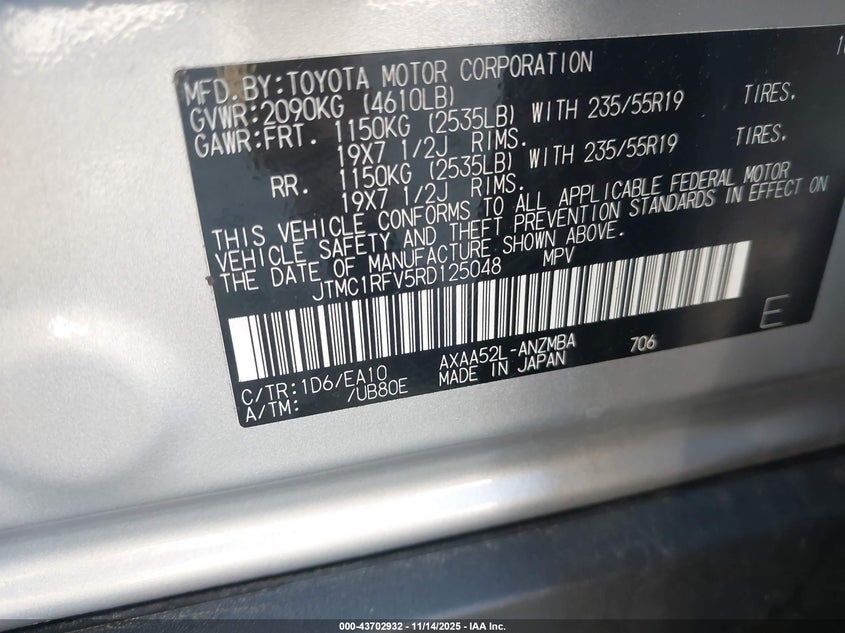 MFD. BY:TOYOTA MOTOR CORPORATION
GVWR:2090KG (4610LB)
GAWR:FRT. 1150KG (2535LB) WITH 235/55R19 TIRES.
19X7 1/2J RIMS.
RR. 1150KG (2535LB) WITH 235/55R19 TIRES.
19X7 1/2J RIMS.
THIS VEHICLE CONFORMS TO ALL APPLICABLE FEDERAL MOTOR
VEHICLE SAFETY AND THEFT PREVENTION STANDARDS IN EFFECT ON
THE DATE OF MANUFACTURE SHOWN ABOVE.
JTMC1RFV5RD125048 MPV
E
C/TR:1D6/EA10 AXAA52L-ANZMBA 706
A/TM: /UB80E MADE IN JAPAN
000-43702932 - 11/14/2025 - IAA Inc.